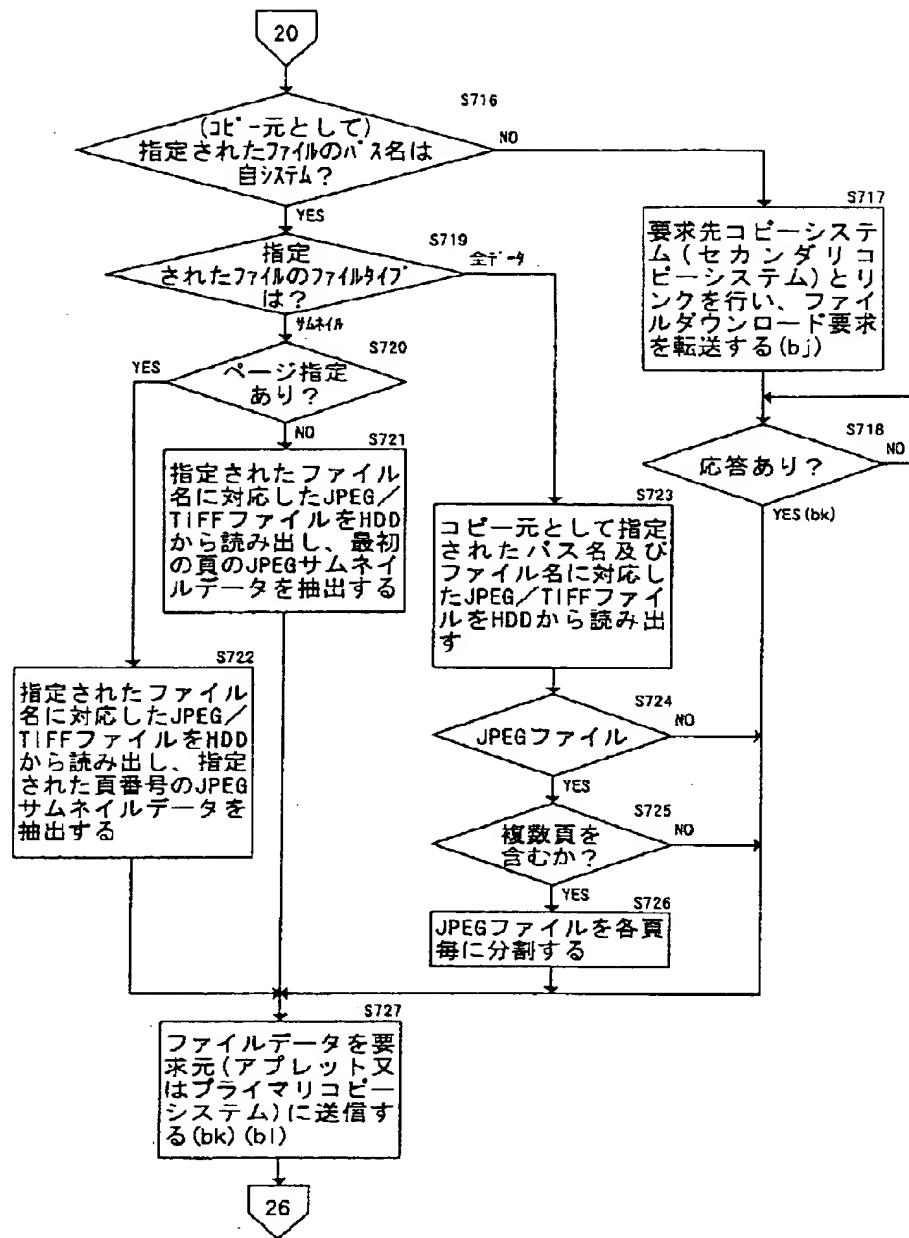 20
S716
(ｺﾋﾟｰ元として)
指定されたﾌｧｲﾙのﾊﾟｽ名は
自ｼｽﾃﾑ?
NO
YES
S717
要求先コピーシステ
ム(セカンダリコ
ピーシステム)とリ
ンクを行い、ファイ
ルダウンロード要求
を転送する(bj)
S719
指定
されたﾌｧｲﾙのﾌｧｲﾙﾀｲﾌﾟ
は?
全ﾃﾞｰﾀ
ｻﾑﾈｲﾙ
S720
ページ指定
あり?
YES
NO
S718
応答あり?
NO
YES(bk)
S721
指定されたファイル
名に対応したJPEG/
TIFFファイルをHDD
から読み出し、最初
の頁のJPEGサムネイ
ルデータを抽出する
S723
コピー元として指定
されたパス名及び
ファイル名に対応し
たJPEG/TIFFファイ
ルをHDDから読み出
す
S722
指定されたファイル
名に対応したJPEG/
TIFFファイルをHDD
から読み出し、指定
された頁番号のJPEG
サムネイルデータを
抽出する
S724
JPEGファイル
NO
YES
S725
複数頁を
含むか?
NO
YES
S726
JPEGファイルを各頁
毎に分割する
S727
ファイルデータを要
求元(アプレット又
はプライマリコピー
システム)に送信す
る(bk)(bl)
26